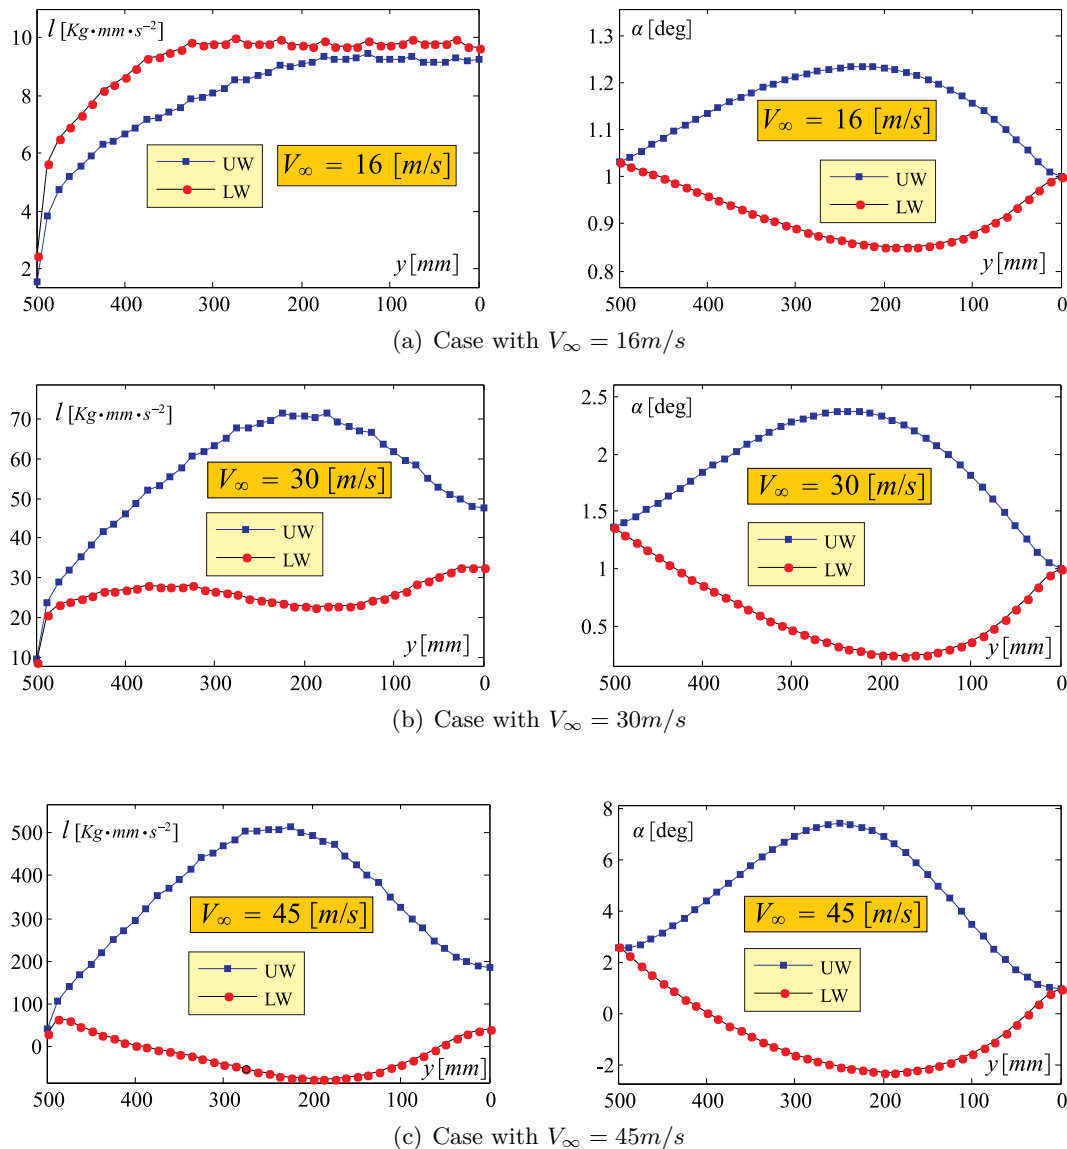 l [Kg•mm•s⁻²]
10
8
6
4
2
UW
LW
V∞ = 16 [m/s]
y [mm]
500 400 300 200 100 0
α [deg]
1.3
1.2
1.1
1
0.9
0.8
V∞ = 16 [m/s]
UW
LW
y [mm]
500 400 300 200 100 0
(a) Case with V∞ = 16m/s
l [Kg•mm•s⁻²]
70
60
50
40
30
20
10
V∞ = 30 [m/s]
UW
LW
y [mm]
500 400 300 200 100 0
α [deg]
2.5
2
1.5
1
0.5
V∞ = 30 [m/s]
UW
LW
y [mm]
500 400 300 200 100 0
(b) Case with V∞ = 30m/s
l [Kg•mm•s⁻²]
500
400
300
200
100
0
V∞ = 45 [m/s]
UW
LW
y [mm]
500 400 300 200 100 0
α [deg]
8
6
4
2
0
-2
V∞ = 45 [m/s]
UW
LW
y [mm]
500 400 300 200 100 0
(c) Case with V∞ = 45m/s